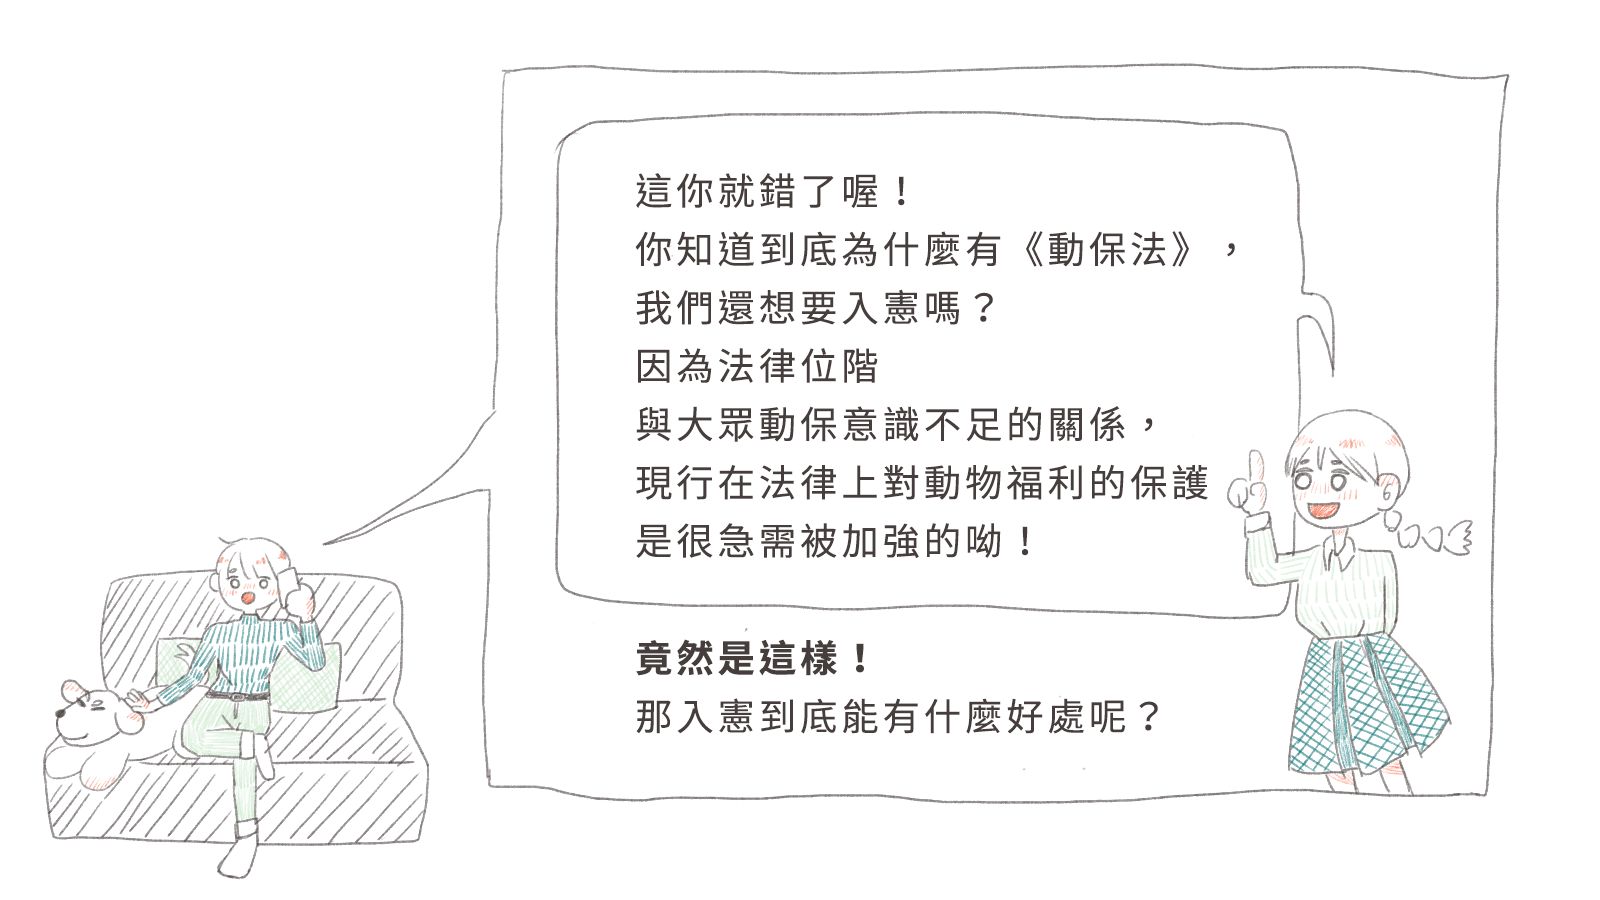 這你就錯了喔！
你知道到底為什麼有《動保法》，
我們還想要入憲嗎？
因為法律位階
與大眾動保意識不足的關係，
現行在法律上對動物福利的保護
是很急需被加強的呦！
竟然是這樣！
那入憲到底能有什麼好處呢？